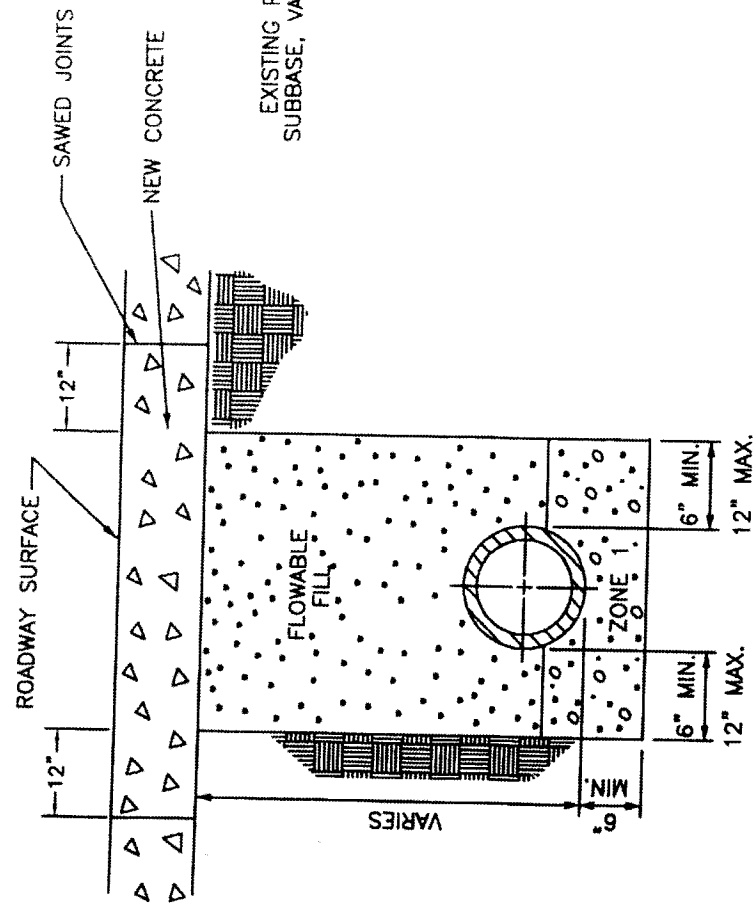 ROADWAY SURFACE
SAWED JOINTS
NEW CONCRETE
12"
12"
EXISTING
SUBBASE,
FLOWABLE
FILL
ZONE 1
VARIES
6"
MIN.
6" MIN.
12" MAX.
6" MIN.
12" MAX.